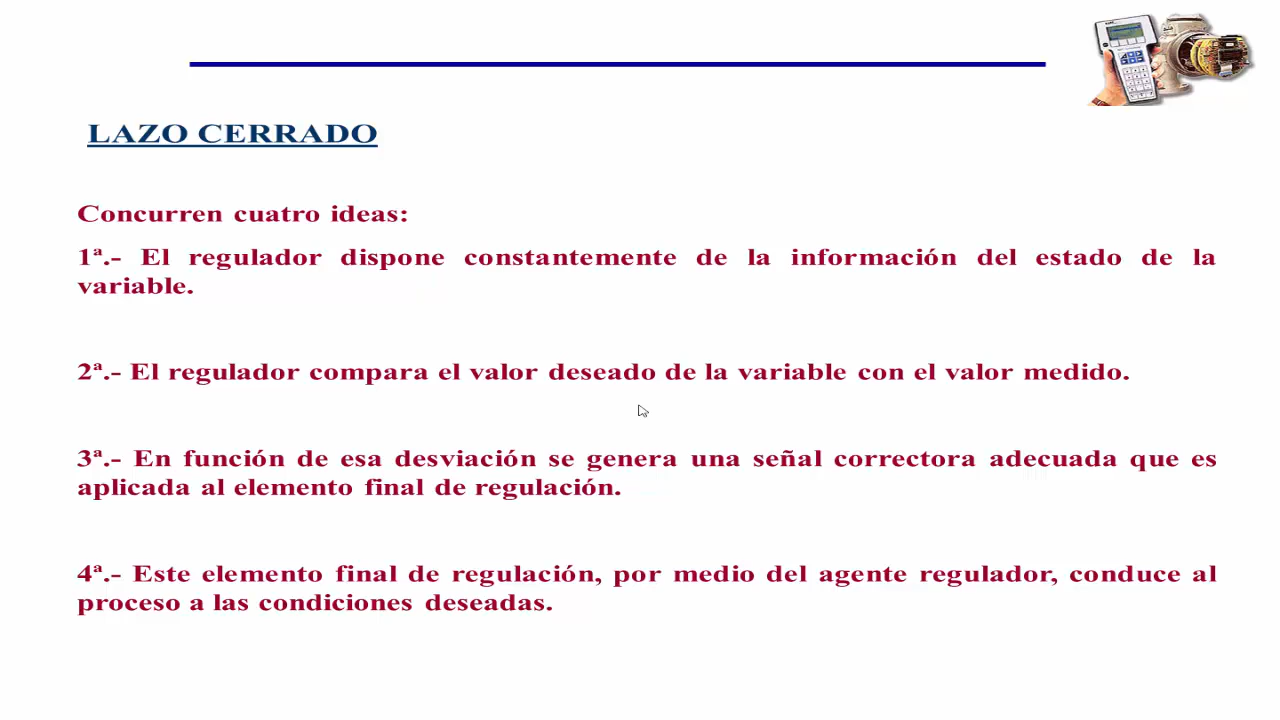 LAZO CERRADO
Concurren cuatro ideas:
1ª.- El regulador dispone constantemente de la información del estado de la
variable.
2ª.- El regulador compara el valor deseado de la variable con el valor medido.
3ª.- En función de esa desviación se genera una señal correctora adecuada que es
aplicada al elemento final de regulación.
4ª.- Este elemento final de regulación, por medio del agente regulador, conduce al
proceso a las condiciones deseadas.